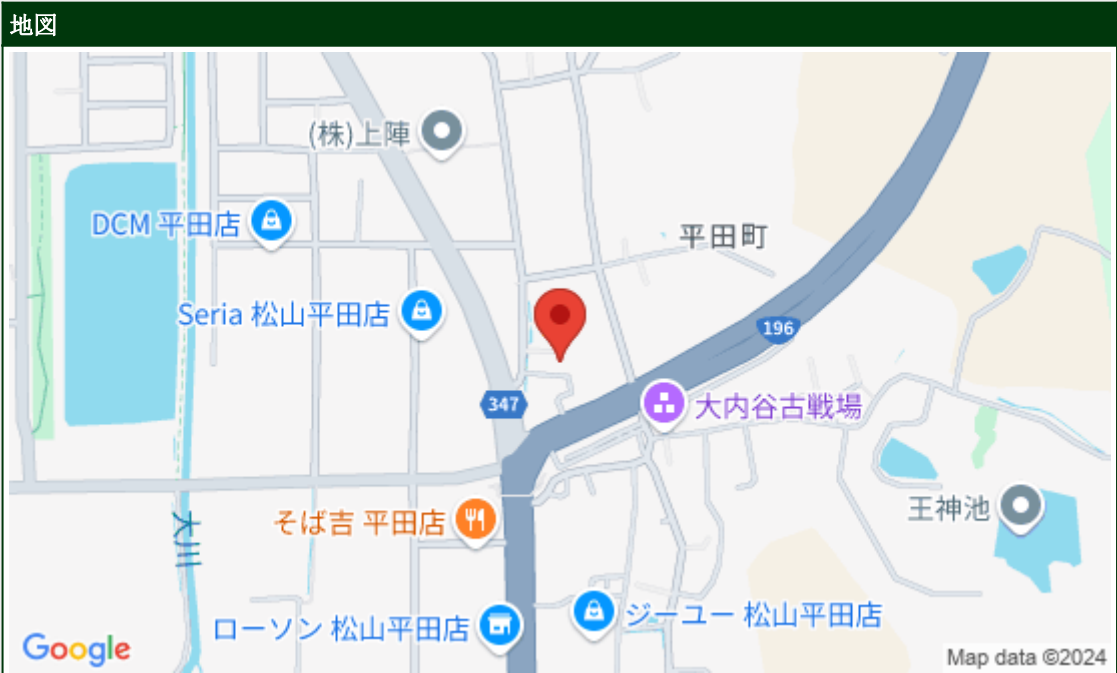 地図
(株)上陣
DCM 平田店
平田町
Seria 松山平田店
196
347
大内谷古戦場
王神池
そば吉 平田店
大川
ローソン 松山平田店
ジーユー 松山平田店
Google
Map data ©2024